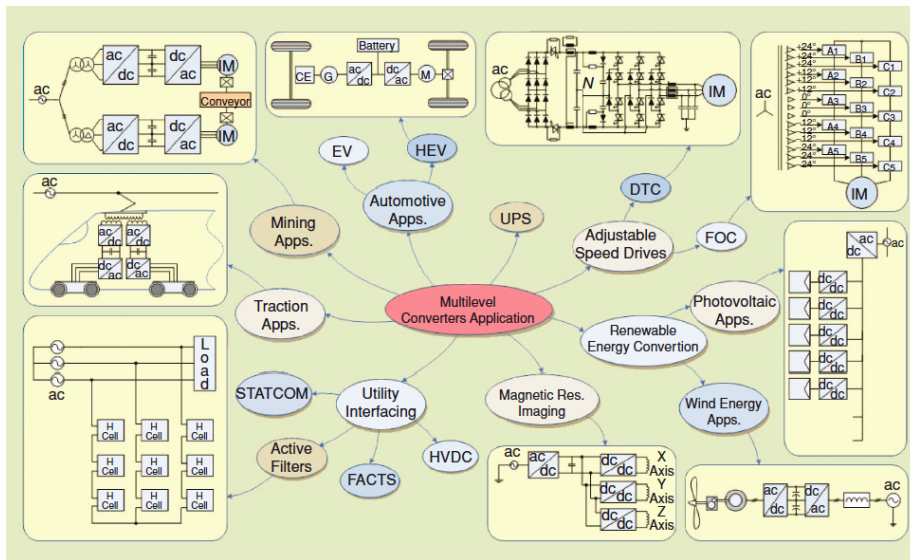 ac
ac
dc
dc
ac
IM
Conveyor
ac
dc
dc
ac
IM
Battery
CE
G
ac
dc
dc
ac
M
ac
N
IM
+24°
+24°
+24°
+12°
+12°
+12°
0°
0°
0°
-12°
-12°
-12°
-24°
-24°
-24°
A1
B1
C1
A2
B2
C2
A3
B3
C3
A4
B4
C4
A5
B5
C5
IM
EV
HEV
Automotive
Apps.
Mining
Apps.
UPS
DTC
Adjustable
Speed Drives
FOC
ac
ac
dc
ac
dc
dc
ac
dc
ac
Traction
Apps.
Multilevel
Converters Application
Renewable
Energy Convertion
Photovoltaic
Apps.
ac
dc
ac
dc
dc
dc
dc
dc
dc
dc
dc
dc
dc
Load
ac
H
Cell
H
Cell
H
Cell
H
Cell
H
Cell
H
Cell
H
Cell
H
Cell
H
Cell
STATCOM
Utility
Interfacing
Active
Filters
FACTS
HVDC
Magnetic Res.
Imaging
Wind Energy
Apps.
ac
ac
dc
dc
dc
X
Axis
dc
dc
Y
Axis
dc
dc
Z
Axis
ac
dc
dc
ac
ac